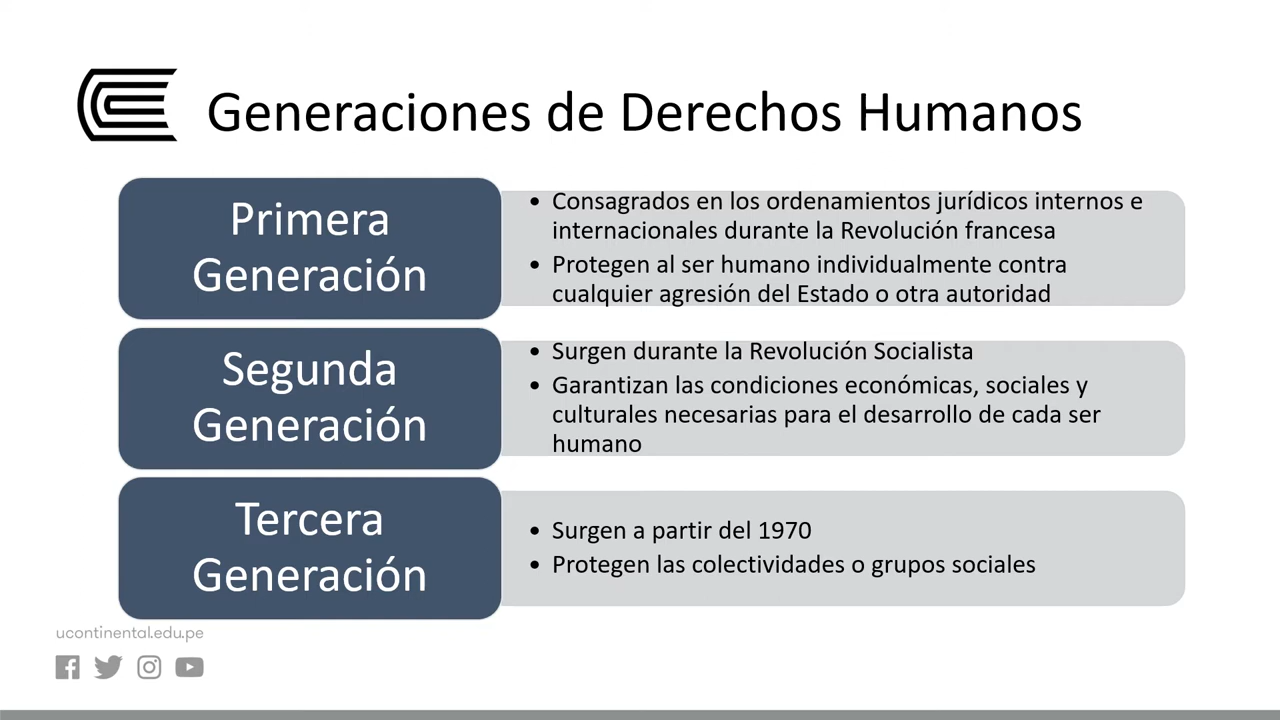 Generaciones de Derechos Humanos
Primera
Generación
• Consagrados en los ordenamientos jurídicos internos e
internacionales durante la Revolución francesa
• Protegen al ser humano individualmente contra
cualquier agresión del Estado o otra autoridad
Segunda
Generación
• Surgen durante la Revolución Socialista
• Garantizan las condiciones económicas, sociales y
culturales necesarias para el desarrollo de cada ser
humano
Tercera
Generación
• Surgen a partir del 1970
• Protegen las colectividades o grupos sociales
ucontinental.edu.pe